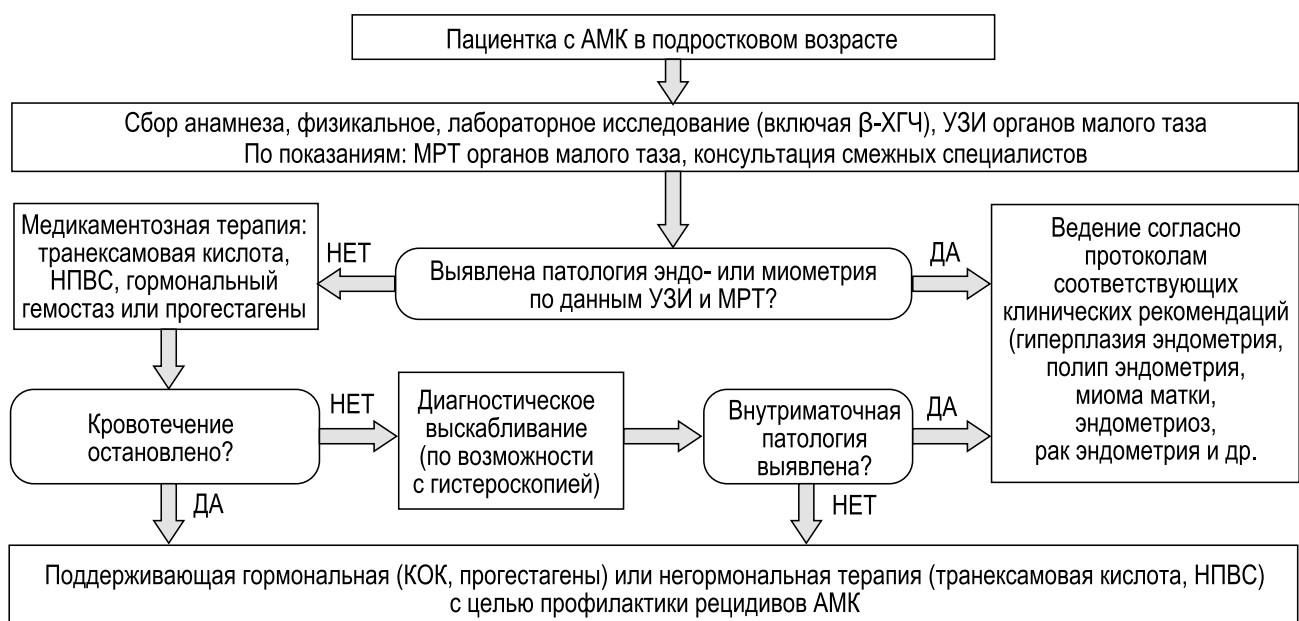 Пациентка с АМК в подростковом возрасте
Сбор анамнеза, физикальное, лабораторное исследование (включая β-ХГЧ), УЗИ органов малого таза
По показаниям: МРТ органов малого таза, консультация смежных специалистов
Медикаментозная терапия:
транексамовая кислота,
НПВС, гормональный
гемостаз или прогестагены
НЕТ
Выявлена патология эндо- или миометрия
по данным УЗИ и МРТ?
ДА
Ведение согласно
протоколам
соответствующих
клинических рекомендаций
(гиперплазия эндометрия,
полип эндометрия,
миома матки,
эндометриоз,
рак эндометрия и др.
Кровотечение
остановлено?
НЕТ
Диагностическое
выскабливание
(по возможности
с гистероскопией)
Внутриматочная
патология
выявлена?
ДА
ДА
НЕТ
Поддерживающая гормональная (КОК, прогестагены) или негормональная терапия (транексамовая кислота, НПВС)
с целью профилактики рецидивов АМК